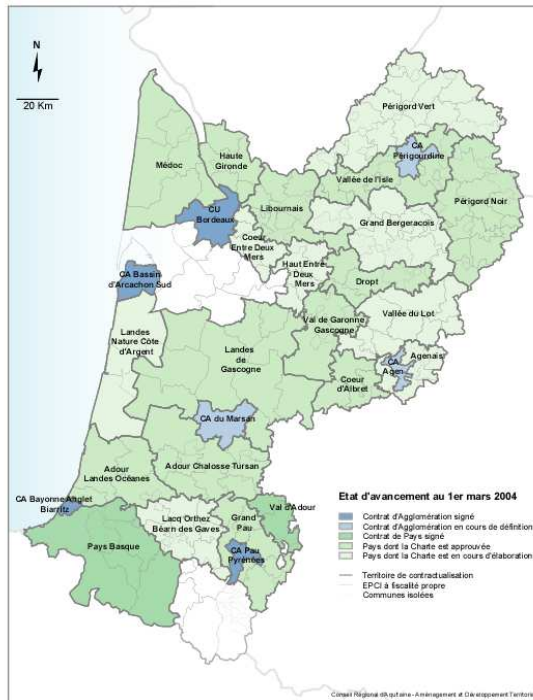 N
20 Km
Périgord Vert
CA
Périgourdine
Haute
Gironde
Médoc
Vallée de l'Isle
Périgord Noir
Libournais
CU
Bordeaux
Grand Bergeracois
Coeur
Entre Deux
Mers
Haut Entre
Deux
Mers
CA Bassin
d'Arcachon Sud
Dropt
Vallée du Lot
Val de Garonne
Gascogne
Landes
Nature Côte
d'Argent
Landes
de
Gascogne
Agenais
CA
Agen
Coeur
d'Albret
CA du Marsan
Adour
Landes Océanes
Adour Chalosse Tursan
CA Bayonne Anglet
Biarritz
Val d'Adour
Lacq Orthez
Béarn des Gaves
Grand
Pau
Pays Basque
CA Pau
Pyrénées
Etat d'avancement au 1er mars 2004
Contrat d'Agglomération signé
Contrat d'Agglomération en cours de définition
Contrat de Pays signé
Pays dont la Charte est approuvée
Pays dont la Charte est en cours d'élaboration
Territoire de contractualisation
EPCI à fiscalité propre
Communes isolées
Conseil Régional d'Aquitaine - Aménagement et Développement Territorial